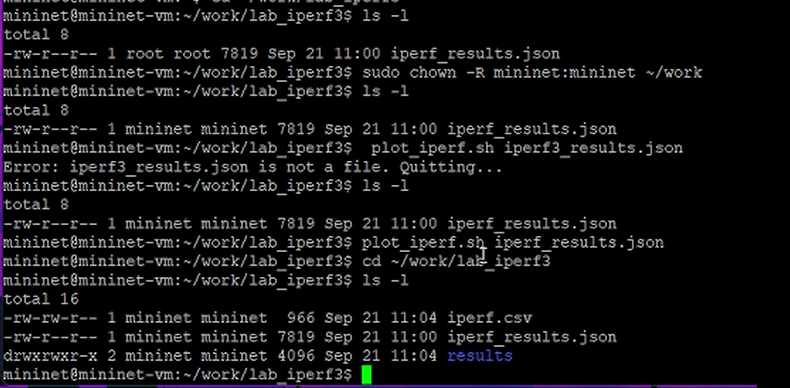 mininet@mininet-vm:~/work/lab_iperf3$ ls -l
total 8
-rw-r--r-- 1 root root 7819 Sep 21 11:00 iperf_results.json
mininet@mininet-vm:~/work/lab_iperf3$ sudo chown -R mininet:mininet ~/work
mininet@mininet-vm:~/work/lab_iperf3$ ls -l
total 8
-rw-r--r-- 1 mininet mininet 7819 Sep 21 11:00 iperf_results.json
mininet@mininet-vm:~/work/lab_iperf3$  plot_iperf.sh iperf3_results.json
Error: iperf3_results.json is not a file. Quitting...
mininet@mininet-vm:~/work/lab_iperf3$ ls -l
total 8
-rw-r--r-- 1 mininet mininet 7819 Sep 21 11:00 iperf_results.json
mininet@mininet-vm:~/work/lab_iperf3$ plot_iperf.sh iperf_results.json
mininet@mininet-vm:~/work/lab_iperf3$ cd ~/work/lab_iperf3
mininet@mininet-vm:~/work/lab_iperf3$ ls -l
total 16
-rw-rw-r-- 1 mininet mininet  966 Sep 21 11:04 iperf.csv
-rw-r--r-- 1 mininet mininet 7819 Sep 21 11:00 iperf_results.json
drwxrwxr-x 2 mininet mininet 4096 Sep 21 11:04 results
mininet@mininet-vm:~/work/lab_iperf3$